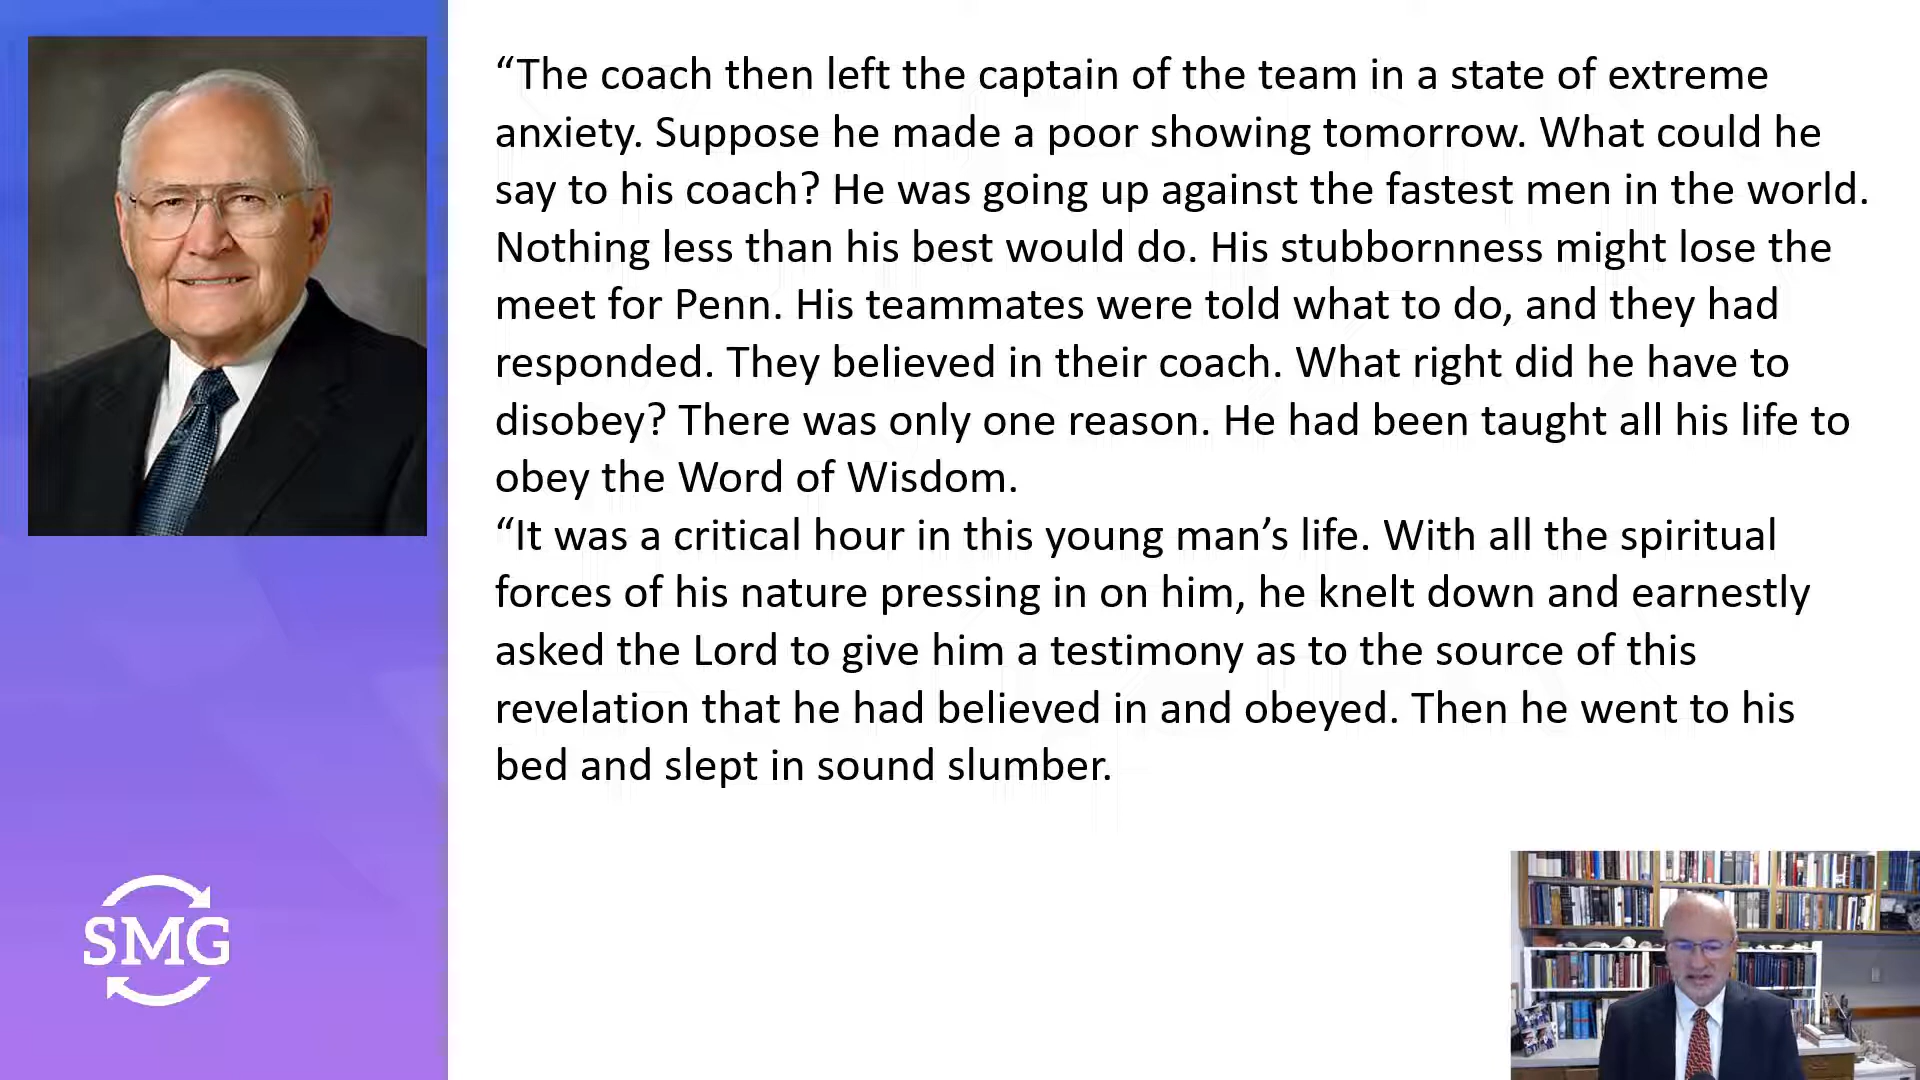 “The coach then left the captain of the team in a state of extreme
anxiety. Suppose he made a poor showing tomorrow. What could he
say to his coach? He was going up against the fastest men in the world.
Nothing less than his best would do. His stubbornness might lose the
meet for Penn. His teammates were told what to do, and they had
responded. They believed in their coach. What right did he have to
disobey? There was only one reason. He had been taught all his life to
obey the Word of Wisdom.
“It was a critical hour in this young man’s life. With all the spiritual
forces of his nature pressing in on him, he knelt down and earnestly
asked the Lord to give him a testimony as to the source of this
revelation that he had believed in and obeyed. Then he went to his
bed and slept in sound slumber.
SMG